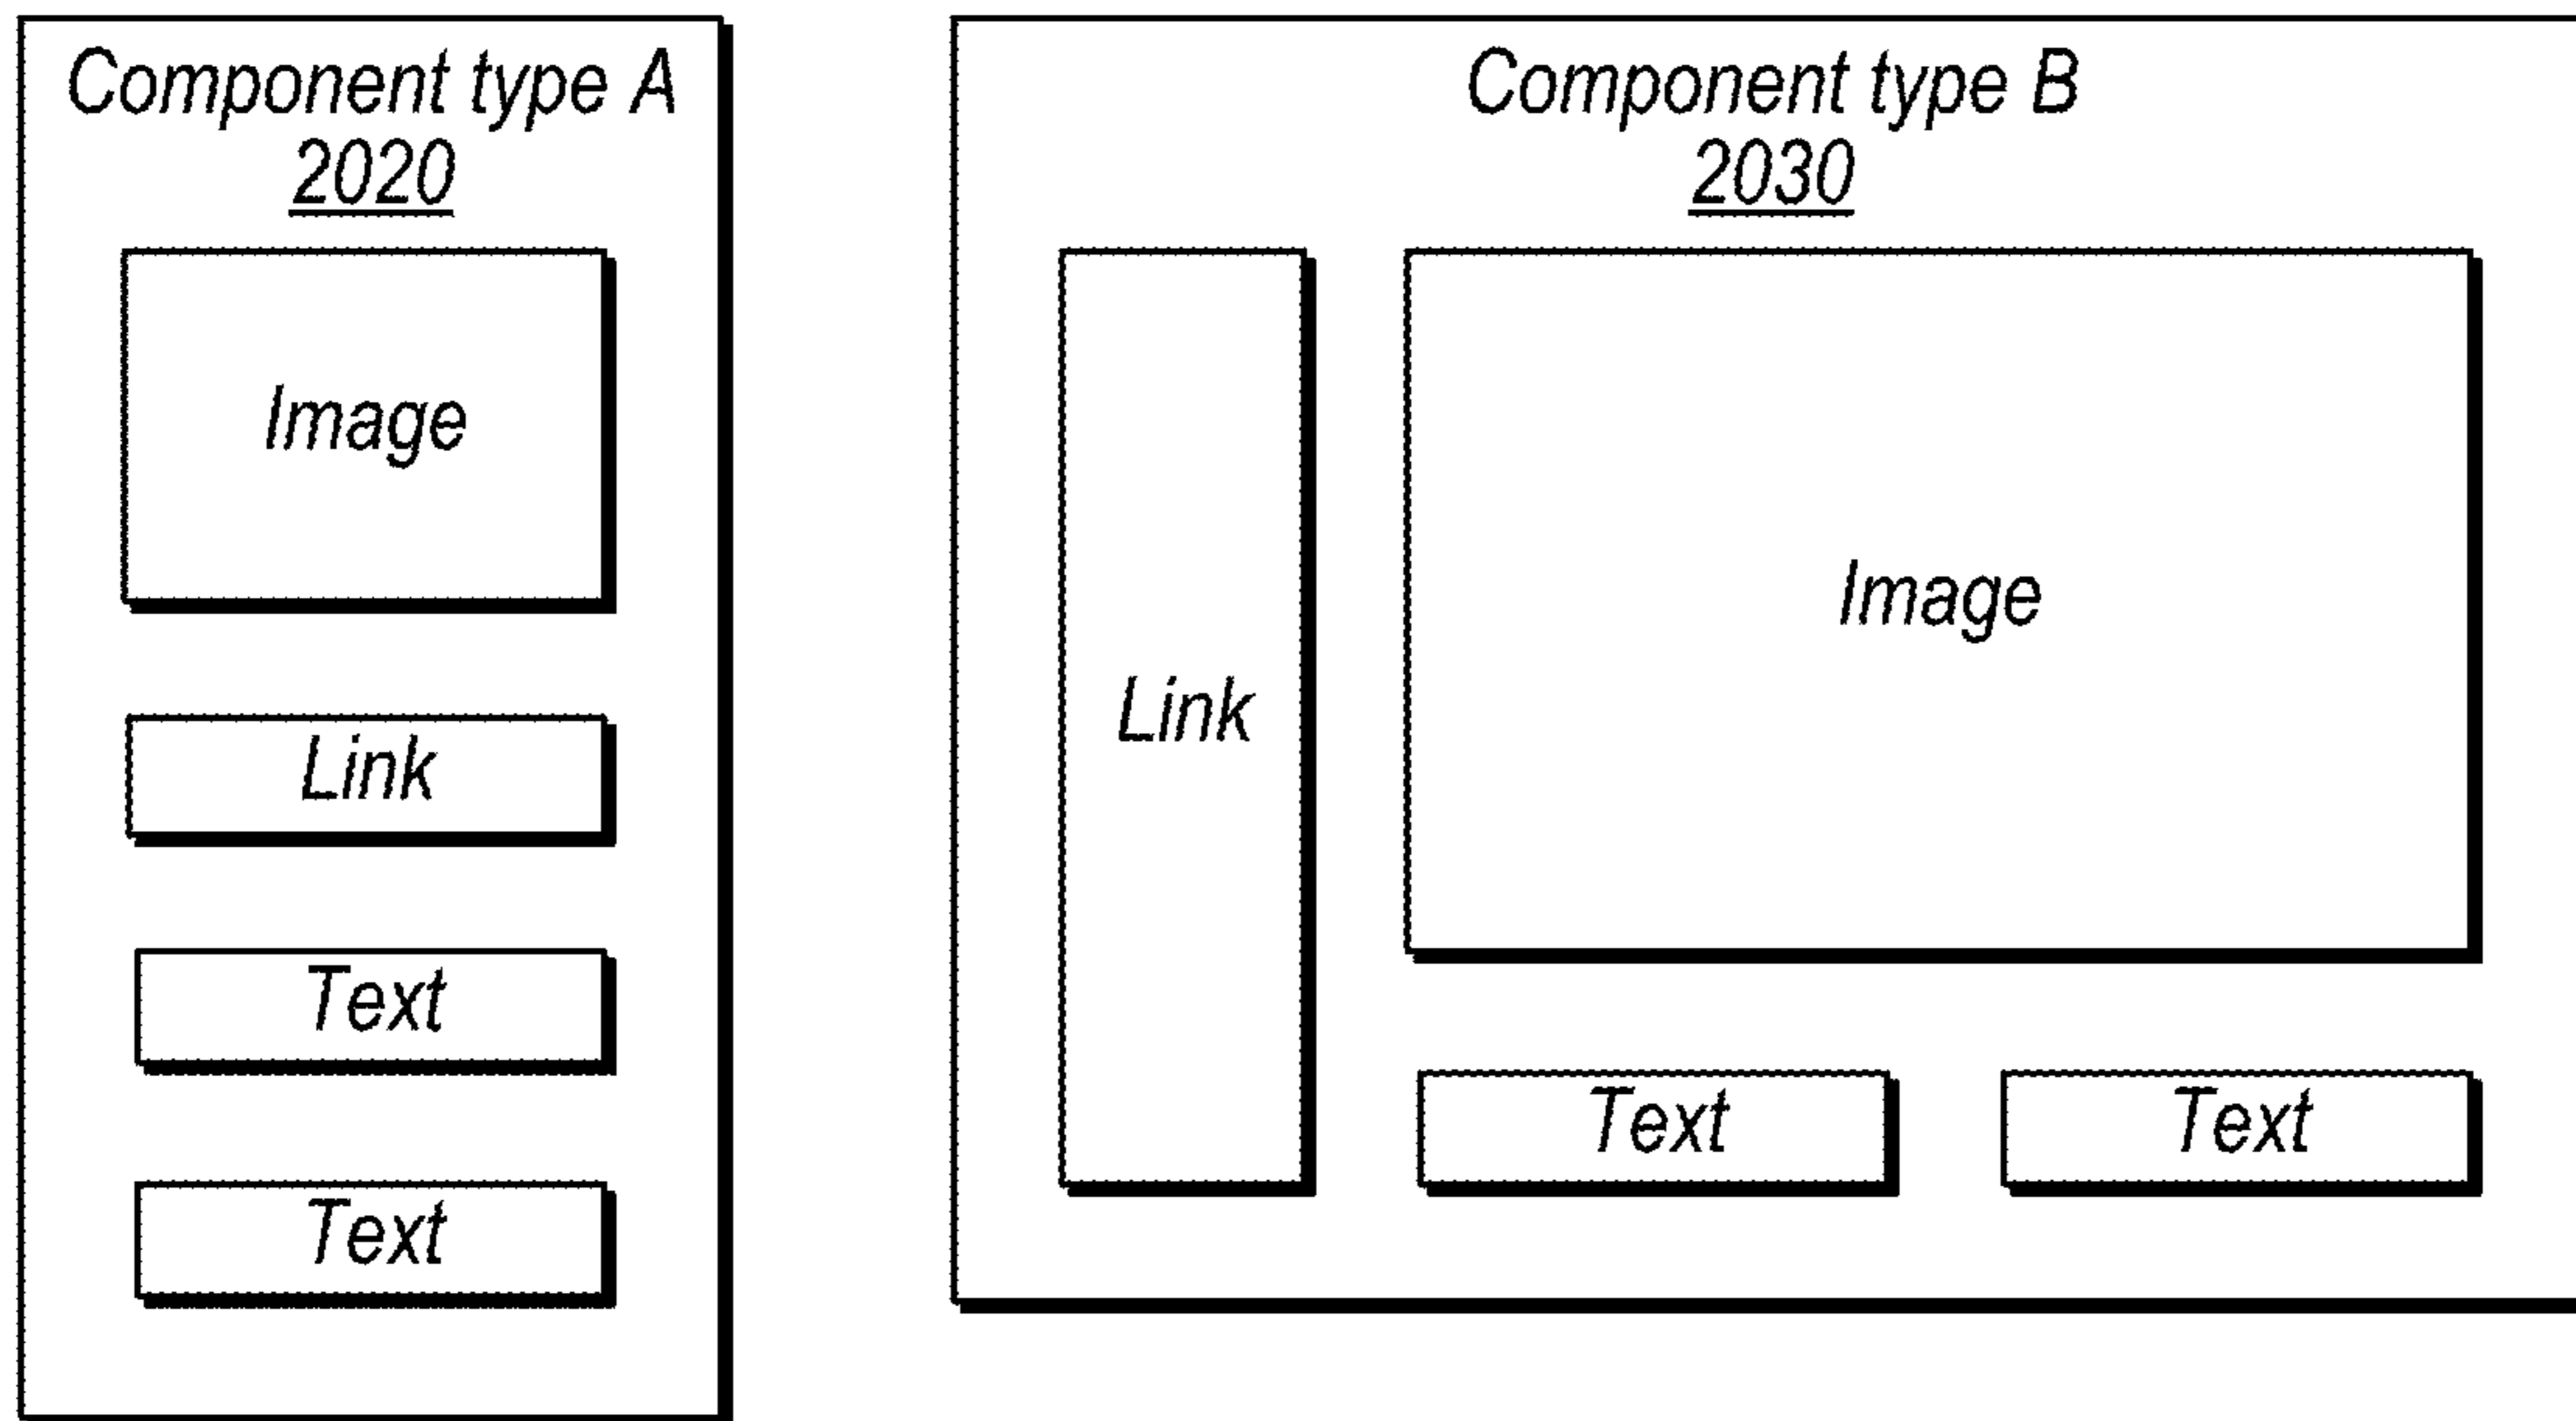 Component type A
2020
Image
Link
Text
Text
Component type B
2030
Link
Image
Text
Text